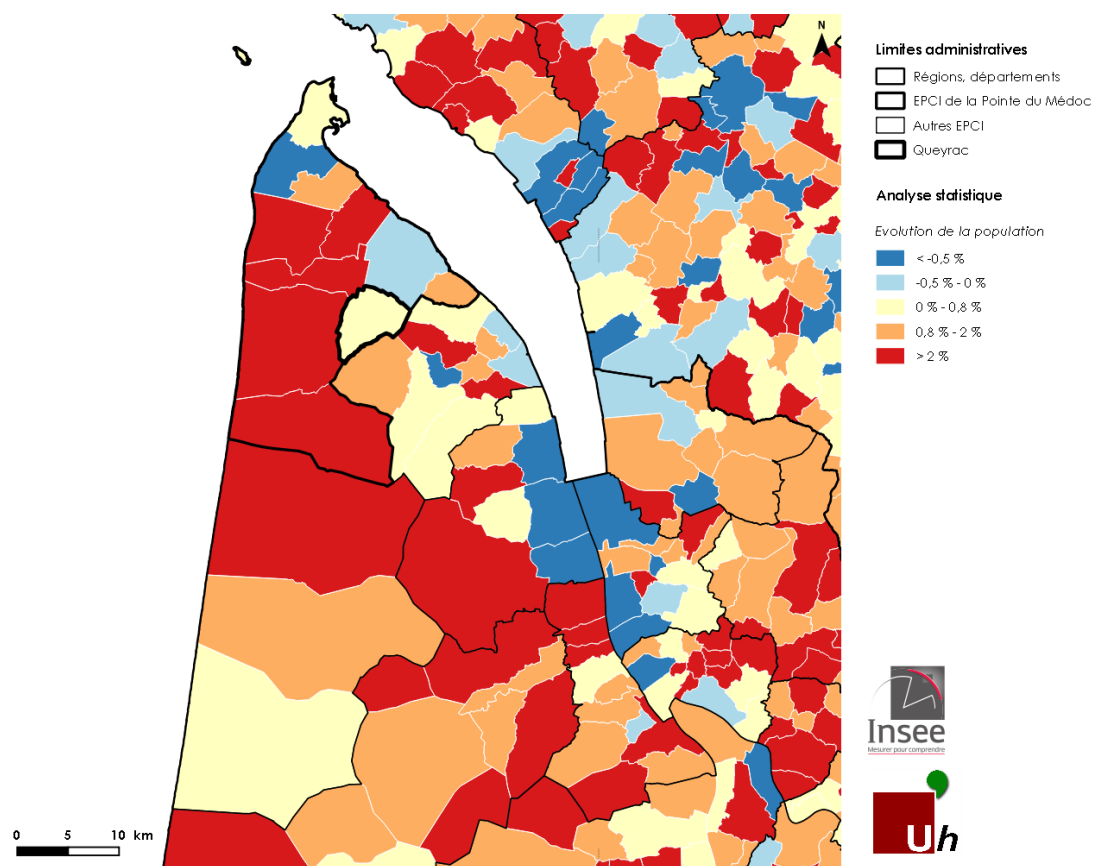 N
Limites administratives
Régions, départements
EPCI de la Pointe du Médoc
Autres EPCI
Queyrac
Analyse statistique
Evolution de la population
< -0,5 %
-0,5 % - 0 %
0 % - 0,8 %
0,8 % - 2 %
> 2 %
Insee
Mesurer pour comprendre
Uh
0 5 10 km